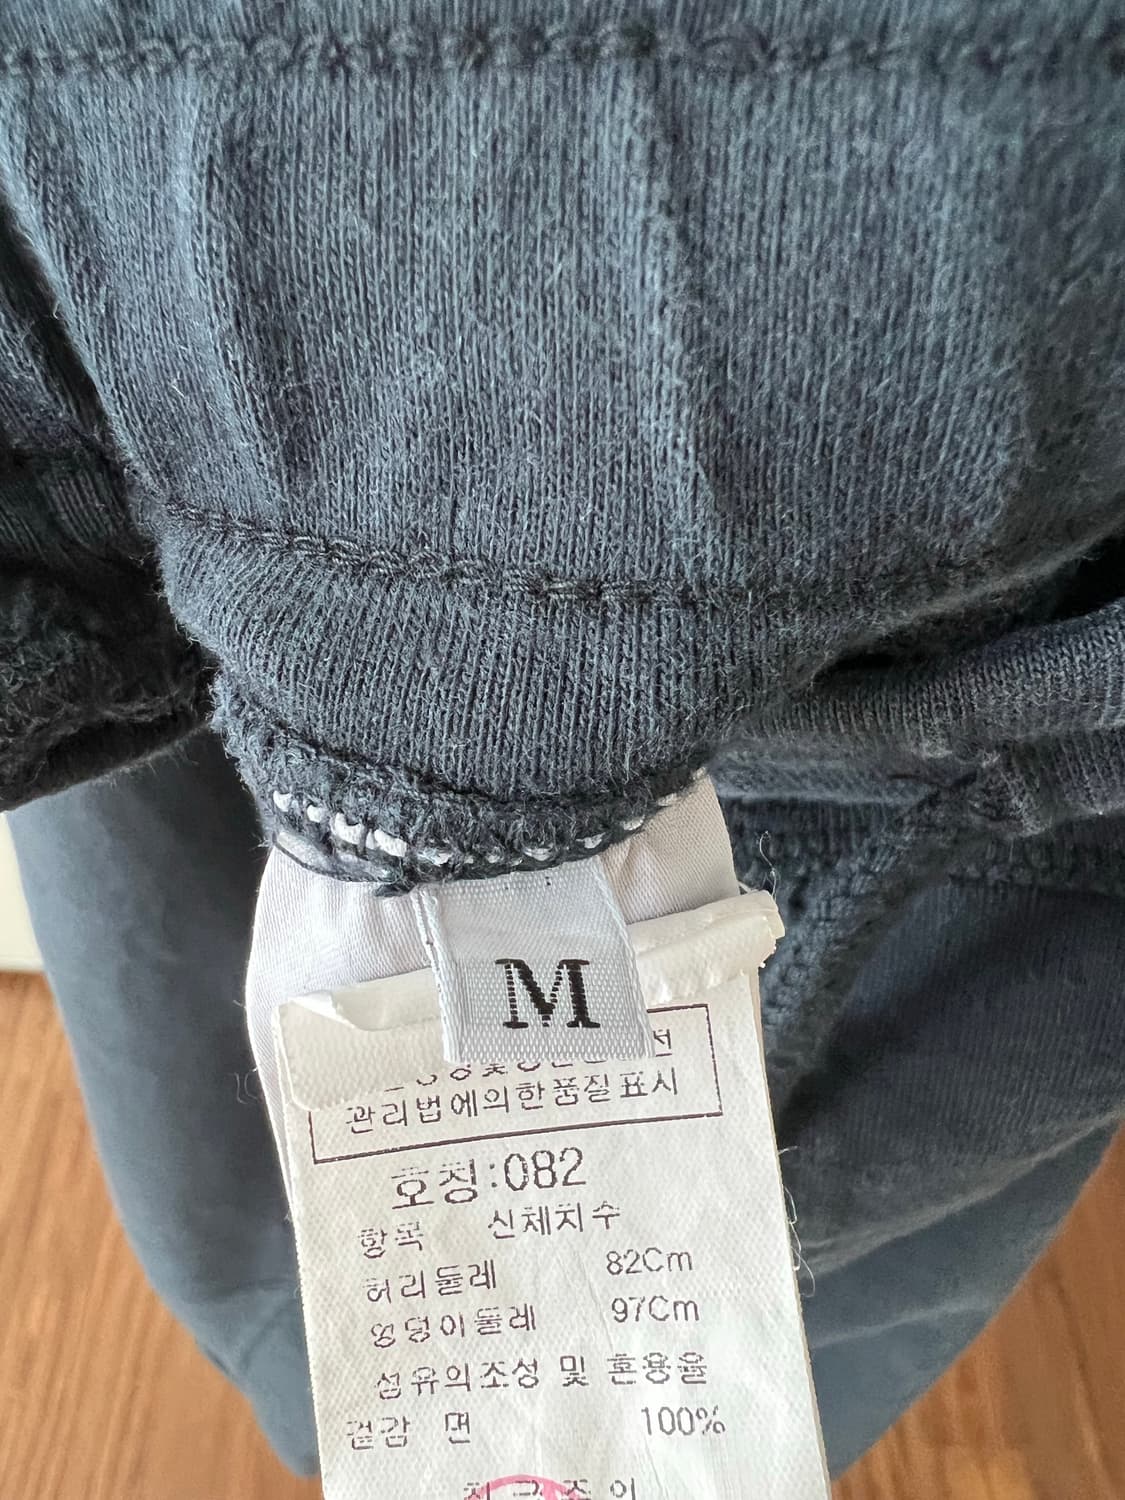 M
관리법에의한품질표시
호칭:082
항목 신체치수
허리둘레 82Cm
엉덩이둘레 97Cm
섬유의조성 및 혼용율
겉감 면 100%